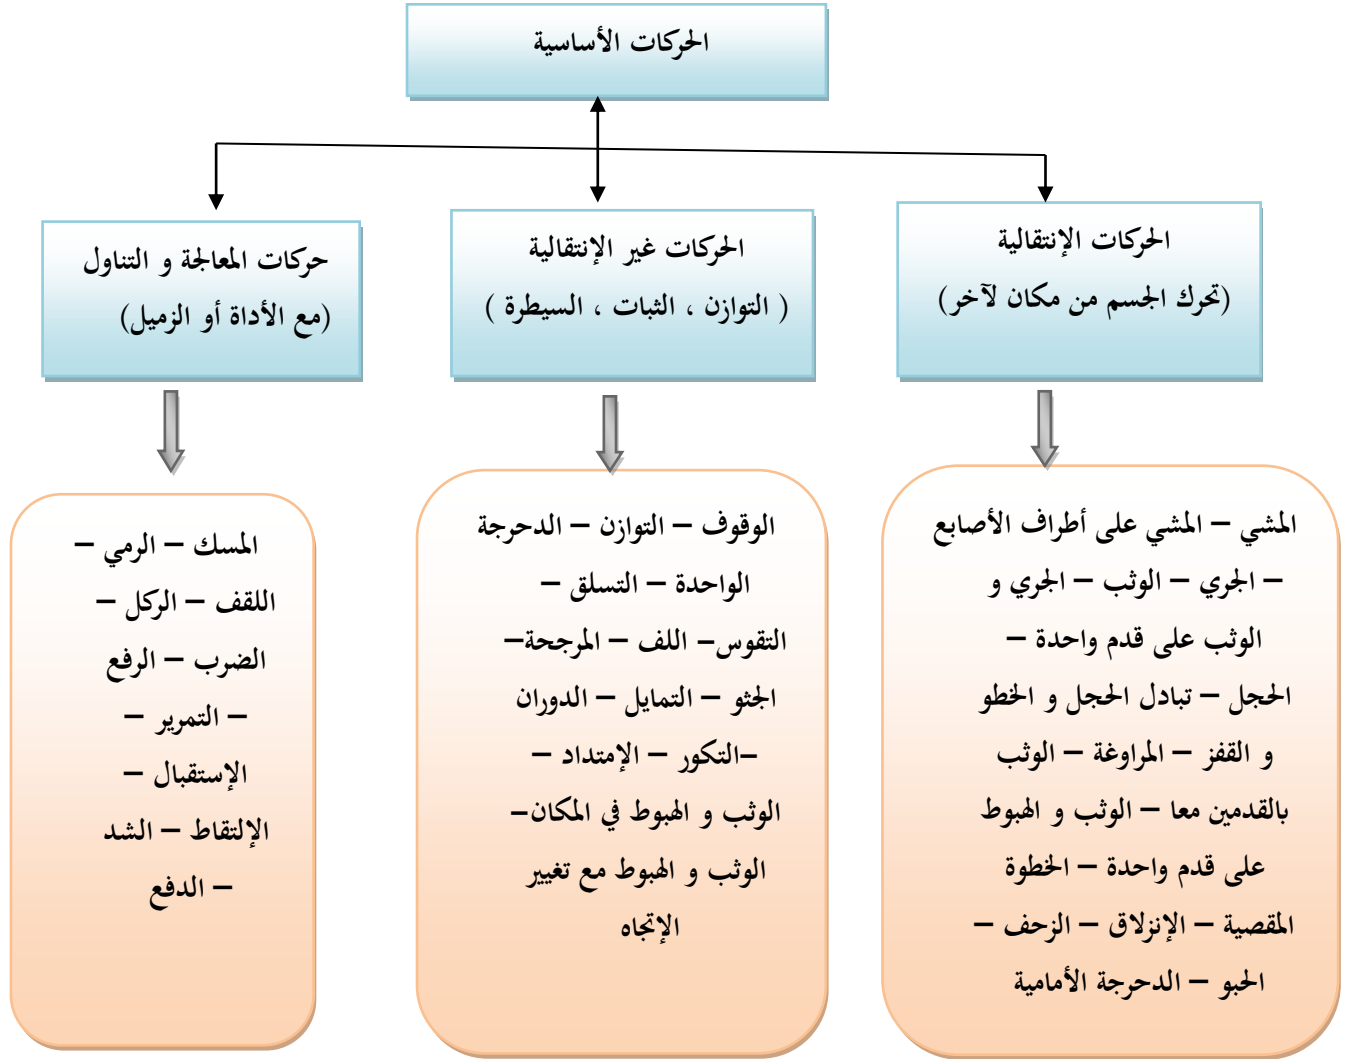 الحركات الأساسية
الحركات الإنتقالية
(تحرك الجسم من مكان لآخر)
الحركات غير الإنتقالية
( التوازن ، الثبات ، السيطرة )
حركات المعالجة و التناول
(مع الأداة أو الزميل)
المشي – المشي على أطراف الأصابع
– الجري – الوثب – الجري و
الوثب على قدم واحدة –
الحجل – تبادل الحجل و الخطو
و القفز – المراوغة – الوثب
بالقدمين معا – الوثب و الهبوط
على قدم واحدة – الخطوة
المقصية – الإنزلاق – الزحف –
الحبو – الدحرجة الأمامية
الوقوف – التوازن – الدحرجة
الواحدة – التسلق –
التقوس– اللف – المرجحة–
الجثو – التمايل – الدوران
–التكور – الإمتداد –
الوثب و الهبوط في المكان–
الوثب و الهبوط مع تغيير
الإتجاه
المسك – الرمي –
اللقف – الركل –
الضرب – الرفع
– التمرير –
الإستقبال –
الإلتقاط – الشد
– الدفع